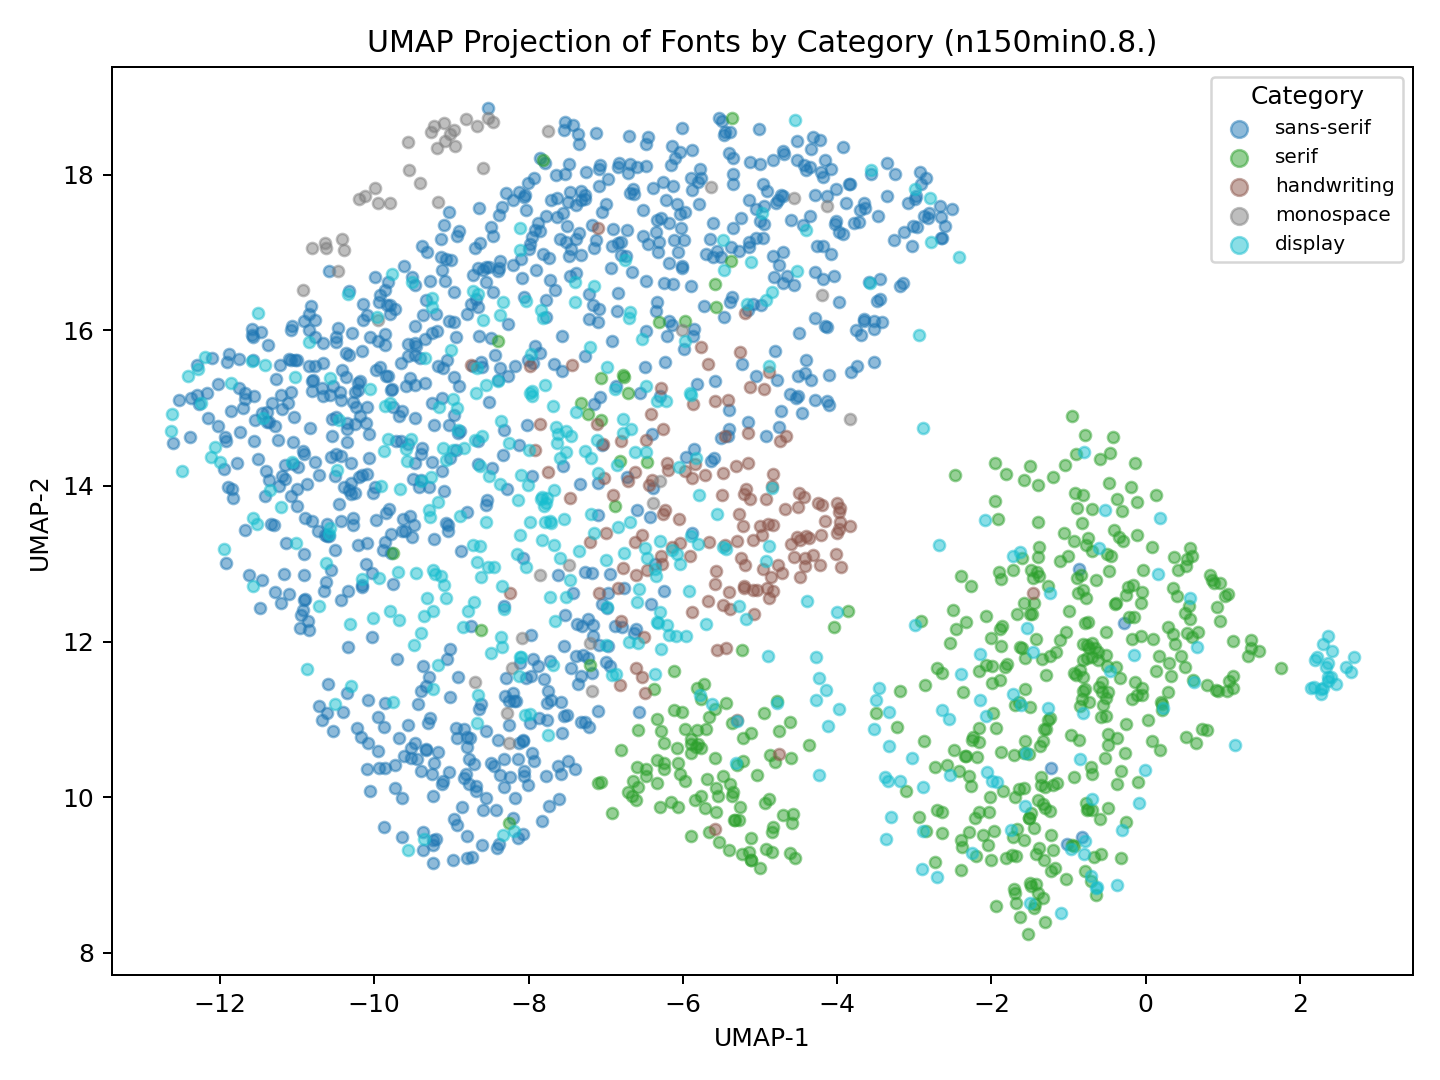 UMAP Projection of Fonts by Category (n150min0.8.)
Category
sans-serif
serif
handwriting
monospace
display
UMAP-2
18
16
14
12
10
8
−12 −10 −8 −6 −4 −2 0 2
UMAP-1